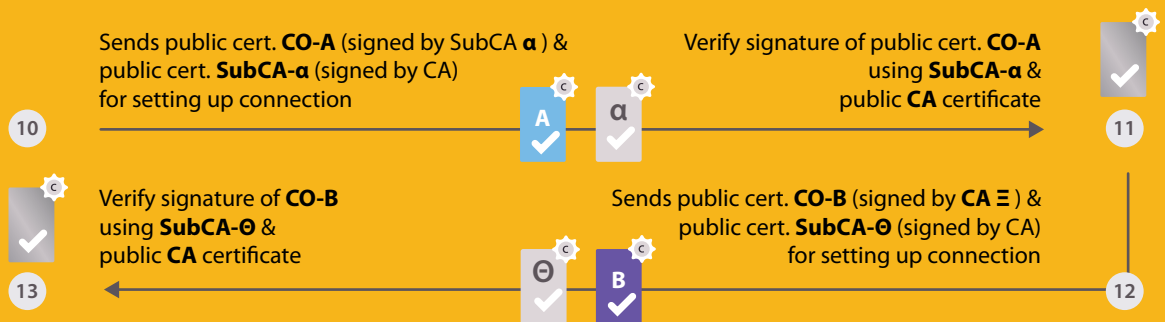 Sends public cert. CO-A (signed by SubCA α ) &
public cert. SubCA-α (signed by CA)
for setting up connection
Verify signature of public cert. CO-A
using SubCA-α &
public CA certificate
C
C
C
A
α
10
11
C
Verify signature of CO-B
using SubCA-Θ &
public CA certificate
Sends public cert. CO-B (signed by CA Ξ ) &
public cert. SubCA-Θ (signed by CA)
for setting up connection
C
C
Θ
B
13
12